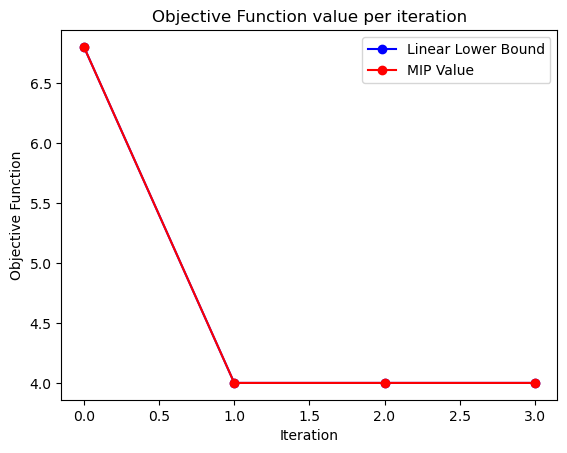 Objective Function value per iteration
Linear Lower Bound
MIP Value
Objective Function
6.5
6.0
5.5
5.0
4.5
4.0
0.0 0.5 1.0 1.5 2.0 2.5 3.0
Iteration